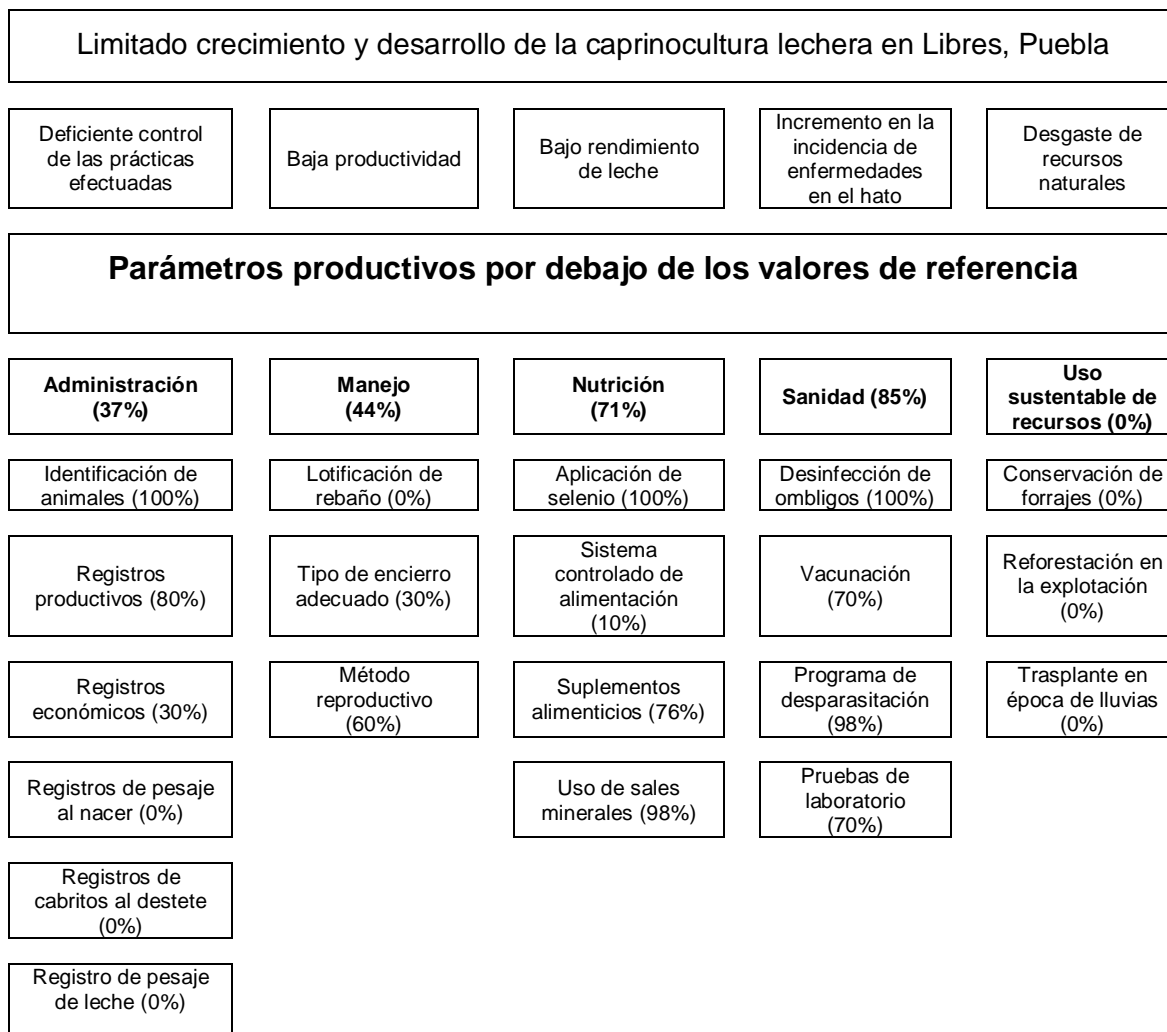 Limitado crecimiento y desarrollo de la caprinocultura lechera en Libres, Puebla
Deficiente control
de las prácticas
efectuadas
Baja productividad
Bajo rendimiento
de leche
Incremento en la
incidencia de
enfermedades
en el hato
Desgaste de
recursos
naturales
Parámetros productivos por debajo de los valores de referencia
Administración
(37%)
Manejo
(44%)
Nutrición
(71%)
Sanidad (85%)
Uso
sustentable de
recursos (0%)
Identificación de
animales (100%)
Lotificación de
rebaño (0%)
Aplicación de
selenio (100%)
Desinfección de
ombligos (100%)
Conservación de
forrajes (0%)
Registros
productivos (80%)
Tipo de encierro
adecuado (30%)
Sistema
controlado de
alimentación
(10%)
Vacunación
(70%)
Reforestación en
la explotación
(0%)
Registros
económicos (30%)
Método
reproductivo
(60%)
Suplementos
alimenticios (76%)
Programa de
desparasitación
(98%)
Trasplante en
época de lluvias
(0%)
Registros de pesaje
al nacer (0%)
Uso de sales
minerales (98%)
Pruebas de
laboratorio
(70%)
Registros de
cabritos al destete
(0%)
Registro de pesaje
de leche (0%)